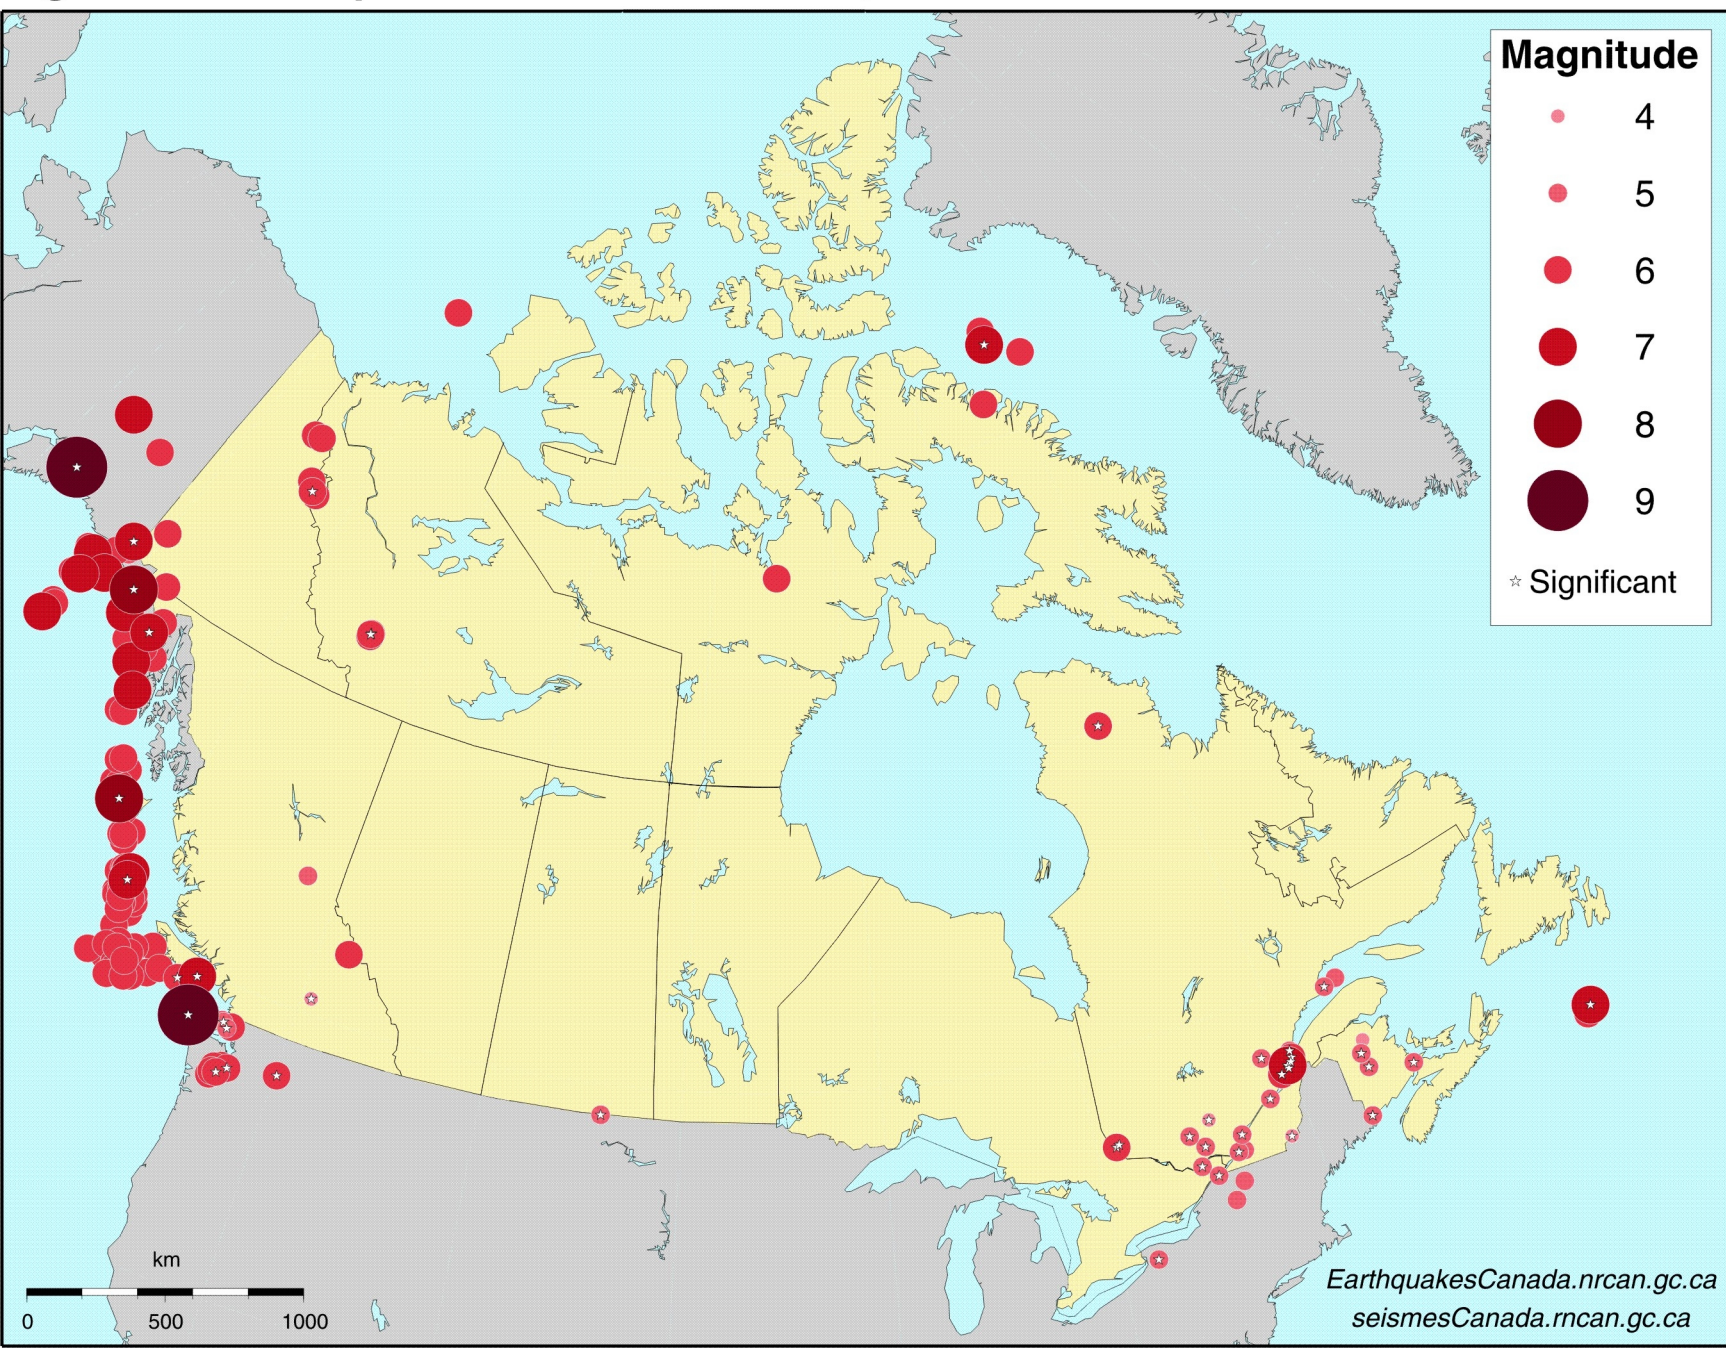 Magnitude
4
5
6
7
8
9
☆ Significant
km
0 500 1000
EarthquakesCanada.nrcan.gc.ca
seismesCanada.rncan.gc.ca